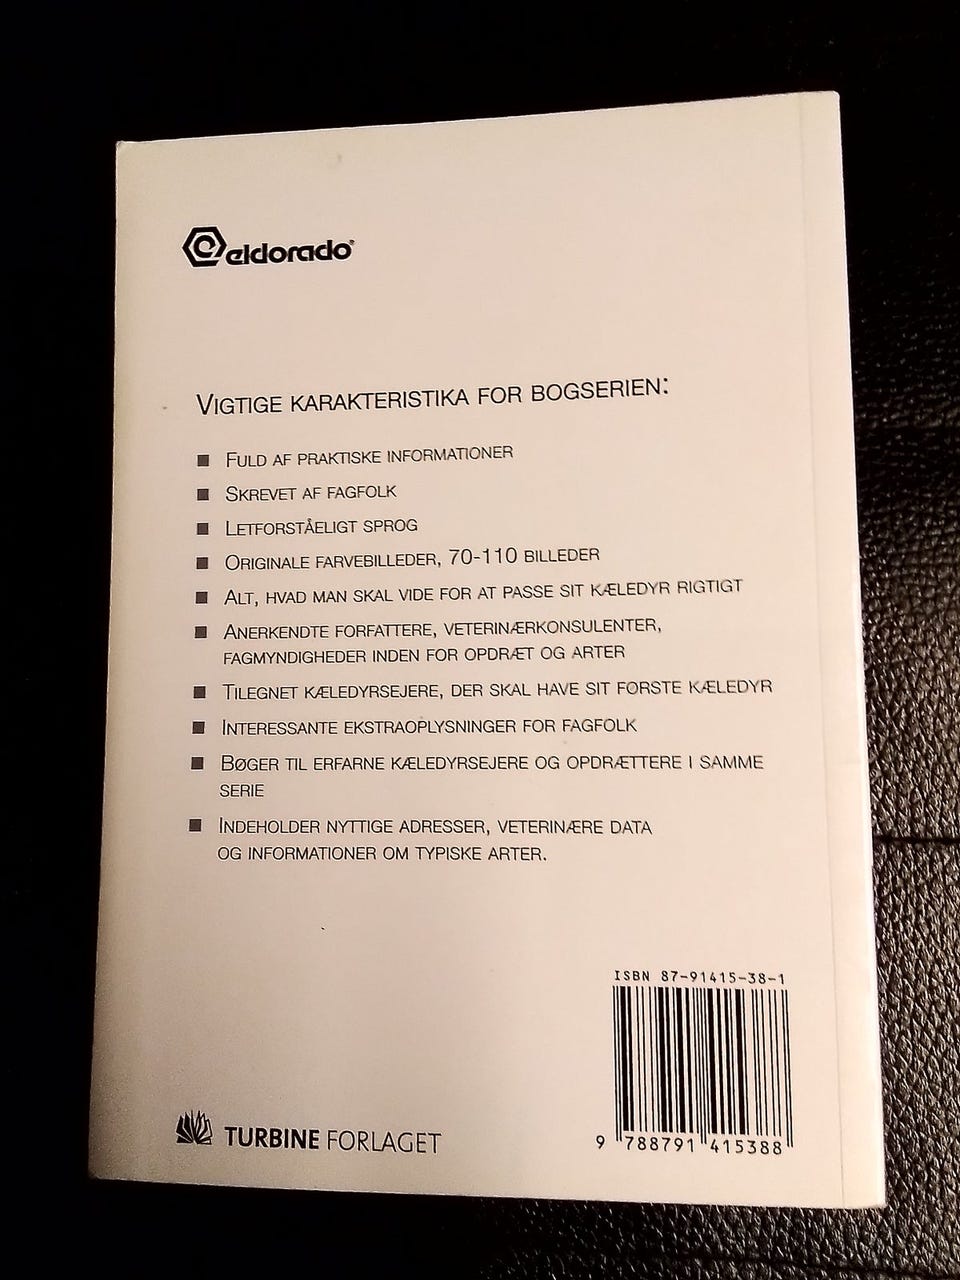 eldorado®
VIGTIGE KARAKTERISTIKA FOR BOGSERIEN:
■ FULD AF PRAKTISKE INFORMATIONER
■ SKREVET AF FAGFOLK
■ LETFORSTÅELIGT SPROG
■ ORIGINALE FARVEBILLEDER, 70-110 BILLEDER
■ ALT, HVAD MAN SKAL VIDE FOR AT PASSE SIT KÆLEDYR RIGTIGT
■ ANERKENDTE FORFATTERE, VETERINÆRKONSULENTER,
FAGMYNDIGHEDER INDEN FOR OPDRÆT OG ARTER
■ TILEGNET KÆLEDYRSEJERE, DER SKAL HAVE SIT FØRSTE KÆLEDYR
■ INTERESSANTE EKSTRAOPLYSNINGER FOR FAGFOLK
■ BØGER TIL ERFARNE KÆLEDYRSEJERE OG OPDRÆTTERE I SAMME
SERIE
■ INDEHOLDER NYTTIGE ADRESSER, VETERINÆRE DATA
OG INFORMATIONER OM TYPISKE ARTER.
ISBN 87-91415-38-1
9 788791 415388
TURBINE FORLAGET